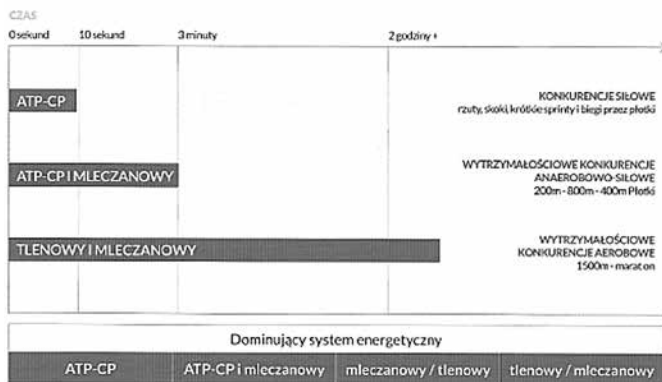 CZAS
0 sekund 10 sekund 3 minuty 2 godziny +
ATP-CP
KONKURENCJE SIŁOWE
rzuty, skoki, krótkie sprinty i biegi przez płotki
ATP-CP I MLECZANOWY
WYTRZYMAŁOŚCIOWE KONKURENCJE
ANAEROBOWO-SIŁOWE
200m - 800m - 400m Płotki
TLENOWY I MLECZANOWY
WYTRZYMAŁOŚCIOWE
KONKURENCJE AEROBOWE
1500m - maraton
Dominujący system energetyczny
ATP-CP ATP-CP i mleczanowy mleczanowy / tlenowy tlenowy / mleczanowy